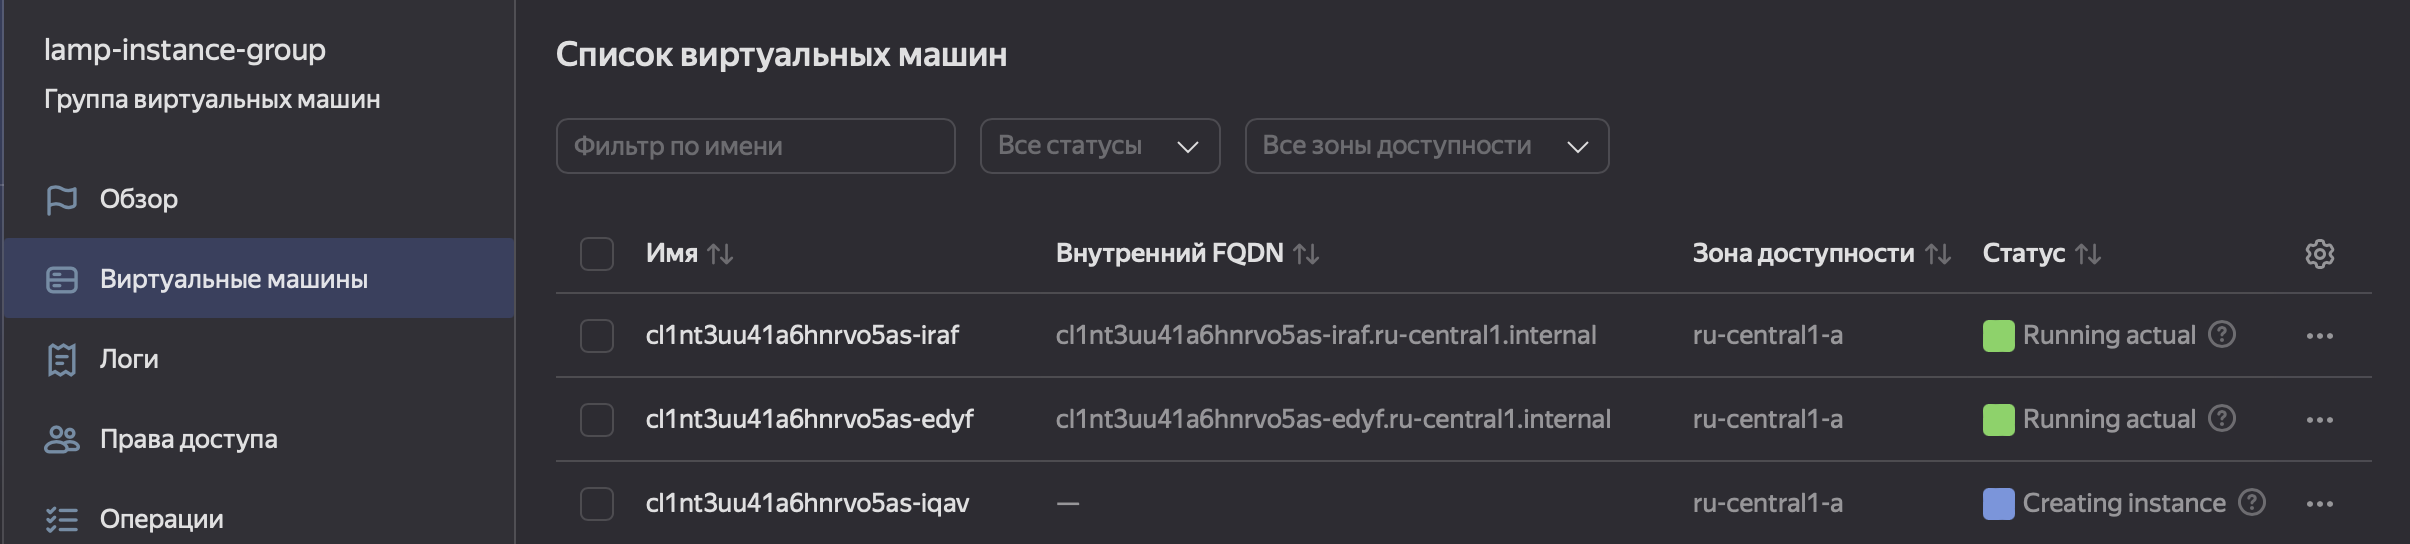 lamp-instance-group
Группа виртуальных машин
Обзор
Виртуальные машины
Логи
Права доступа
Операции
Список виртуальных машин
Фильтр по имени Все статусы Все зоны доступности
Имя Внутренний FQDN Зона доступности Статус
cl1nt3uu41a6hnrvo5as-iraf cl1nt3uu41a6hnrvo5as-iraf.ru-central1.internal ru-central1-a Running actual
cl1nt3uu41a6hnrvo5as-edyf cl1nt3uu41a6hnrvo5as-edyf.ru-central1.internal ru-central1-a Running actual
cl1nt3uu41a6hnrvo5as-iqav — ru-central1-a Creating instance